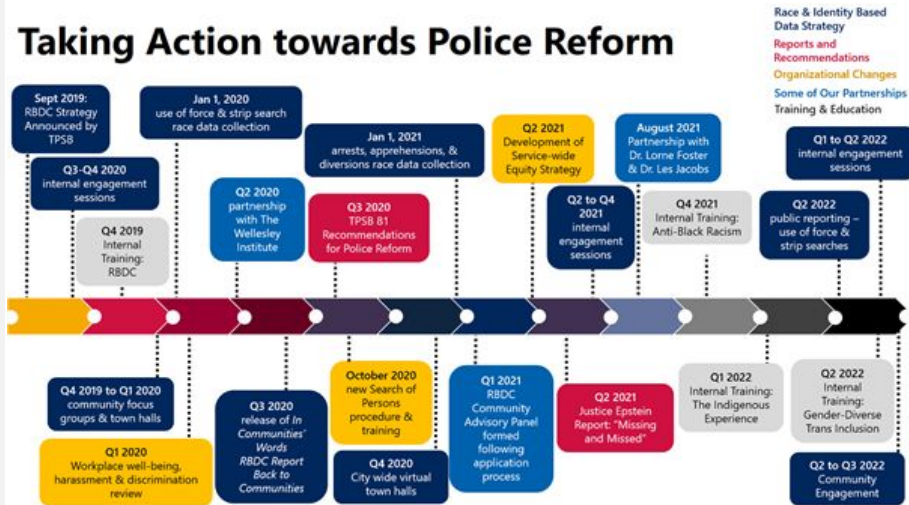 Taking Action towards Police Reform
Race & Identity Based
Data Strategy
Reports and
Recommendations
Organizational Changes
Some of Our Partnerships
Training & Education
Sept 2019:
RBDC Strategy
Announced by
TPSB
Q3-Q4 2020
internal engagement
sessions
Q4 2019
Internal
Training:
RBDC
Jan 1, 2020
use of force & strip search
race data collection
Q2 2020
partnership
with The
Wellesley
Institute
Jan 1, 2021
arrests, apprehensions, &
diversions race data collection
Q3 2020
TPSB 81
Recommendations
for Police Reform
Q2 2021
Development of
Service-wide
Equity Strategy
Q2 to Q4
2021
internal
engagement
sessions
August 2021
Partnership with
Dr. Lorne Foster
& Dr. Les Jacobs
Q4 2021
Internal Training:
Anti-Black Racism
Q1 to Q2 2022
internal engagement
sessions
Q2 2022
public reporting –
use of force &
strip searches
Q4 2019 to Q1 2020
community focus
groups & town halls
Q1 2020
Workplace well-being,
harassment & discrimination
review
Q3 2020
release of In
Communities'
Words
RBDC Report
Back to
Communities
October 2020
new Search of
Persons
procedure &
training
Q4 2020
City wide virtual
town halls
Q1 2021
RBDC
Community
Advisory Panel
formed
following
application
process
Q2 2021
Justice Epstein
Report: "Missing
and Missed"
Q1 2022
Internal Training:
The Indigenous
Experience
Q2 2022
Internal
Training:
Gender-Diverse
Trans Inclusion
Q2 to Q3 2022
Community
Engagement